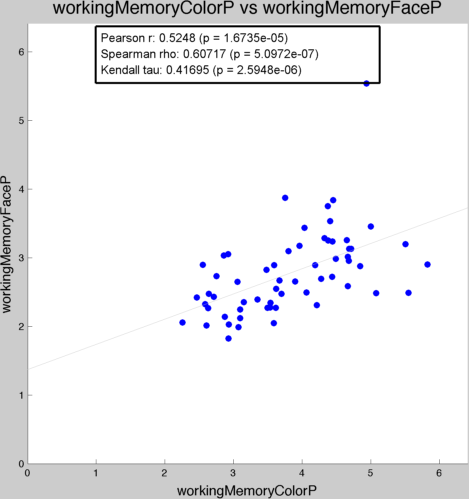 workingMemoryColorP vs workingMemoryFaceP
Pearson r: 0.5248 (p = 1.6735e-05)
Spearman rho: 0.60717 (p = 5.0972e-07)
Kendall tau: 0.41695 (p = 2.5948e-06)
6
5
4
3
2
1
0
workingMemoryFaceP
0 1 2 3 4 5 6
workingMemoryColorP